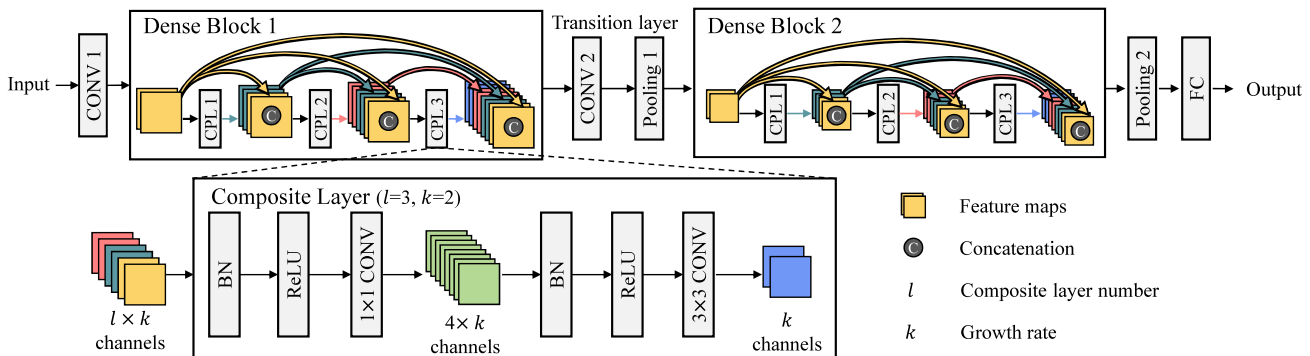 Input
CONV 1
Dense Block 1
CPL 1
C
CPL 2
C
CPL 3
C
Transition layer
CONV 2
Pooling 1
Dense Block 2
CPL 1
C
CPL 2
C
CPL 3
C
Pooling 2
FC
Output
Composite Layer (l=3, k=2)
l × k
channels
BN
ReLU
1×1 CONV
4× k
channels
BN
ReLU
3×3 CONV
k
channels
Feature maps
C Concatenation
l Composite layer number
k Growth rate